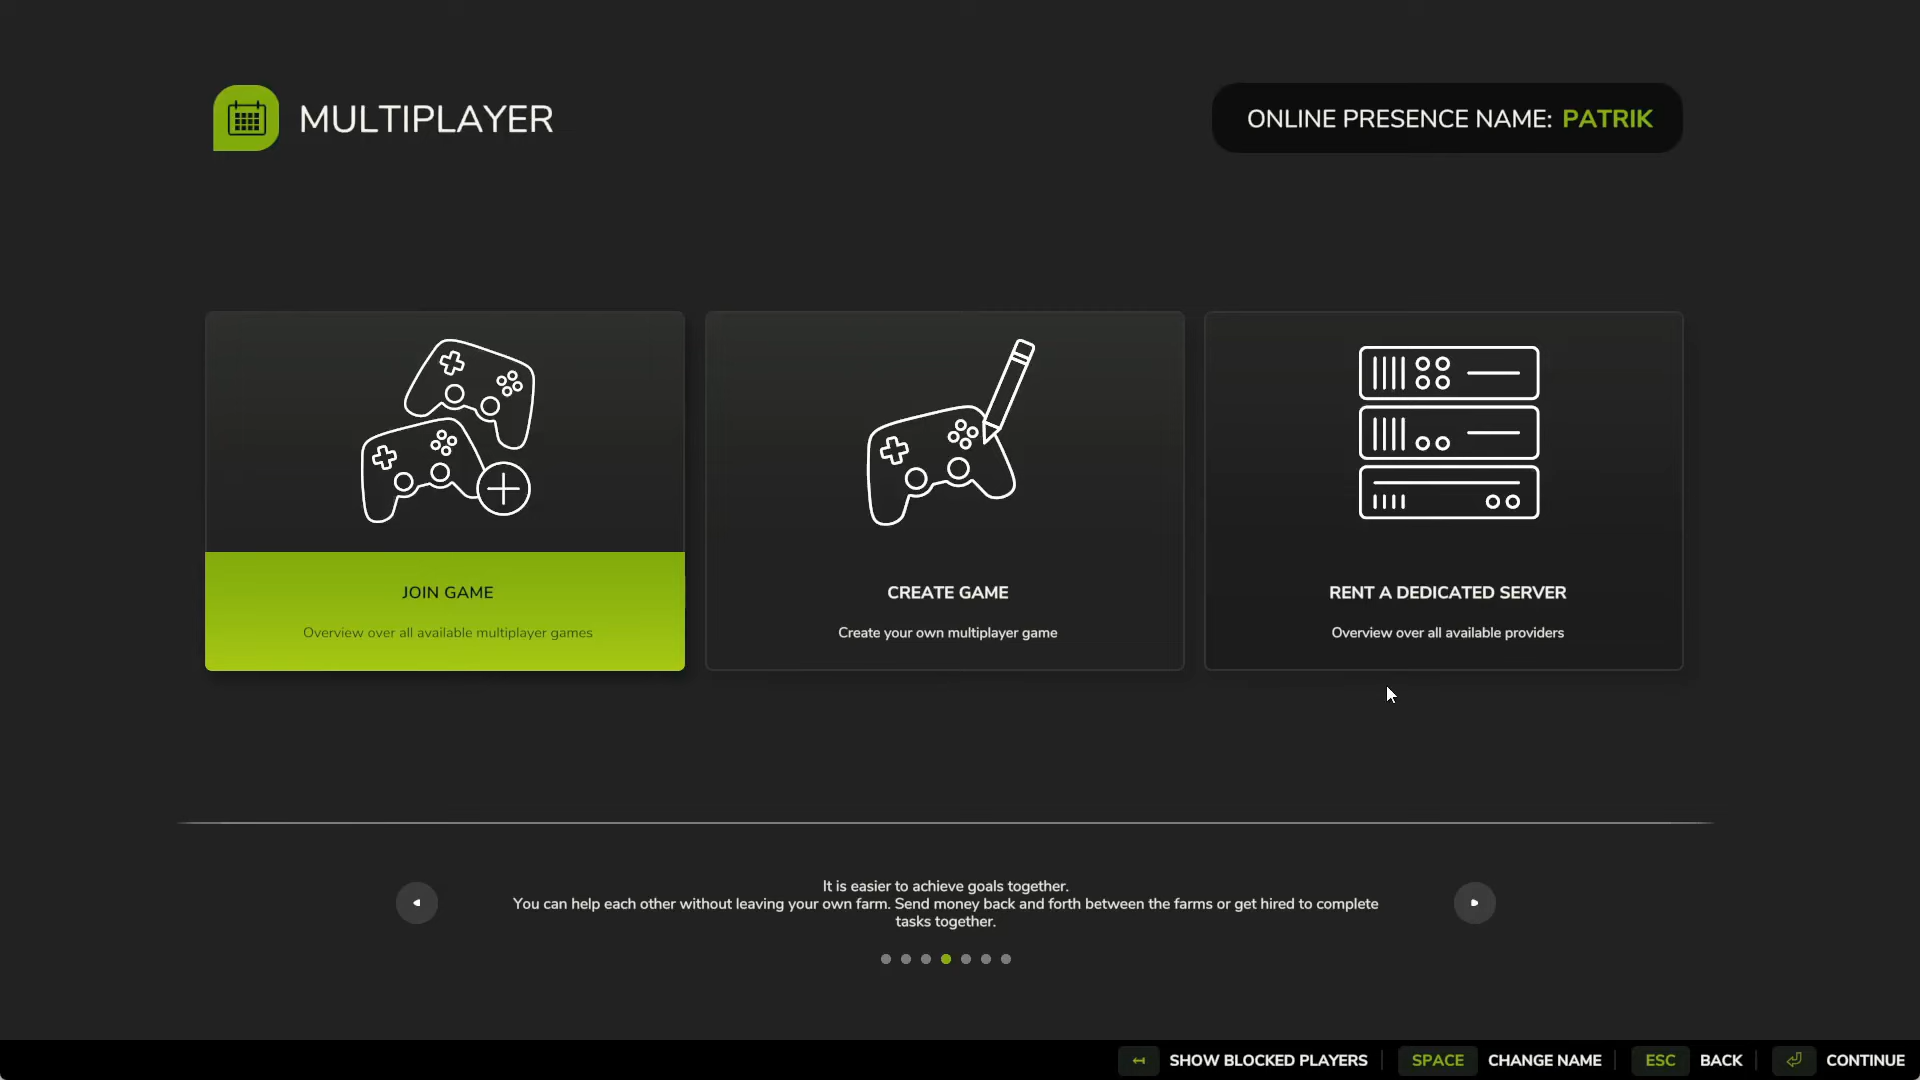 MULTIPLAYER
ONLINE PRESENCE NAME: PATRIK
JOIN GAME
Overview over all available multiplayer games
CREATE GAME
Create your own multiplayer game
RENT A DEDICATED SERVER
Overview over all available providers
It is easier to achieve goals together.
You can help each other without leaving your own farm. Send money back and forth between the farms or get hired to complete
tasks together.
SHOW BLOCKED PLAYERS SPACE CHANGE NAME ESC BACK CONTINUE